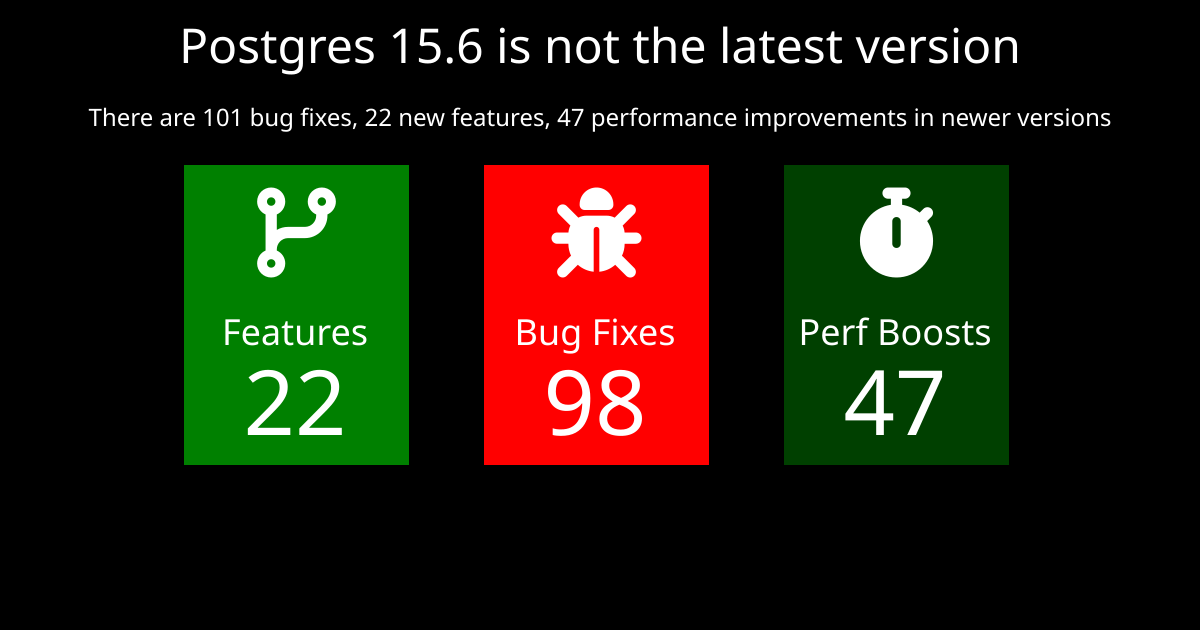 Postgres 15.6 is not the latest version
There are 101 bug fixes, 22 new features, 47 performance improvements in newer versions
Features
22
Bug Fixes
98
Perf Boosts
47